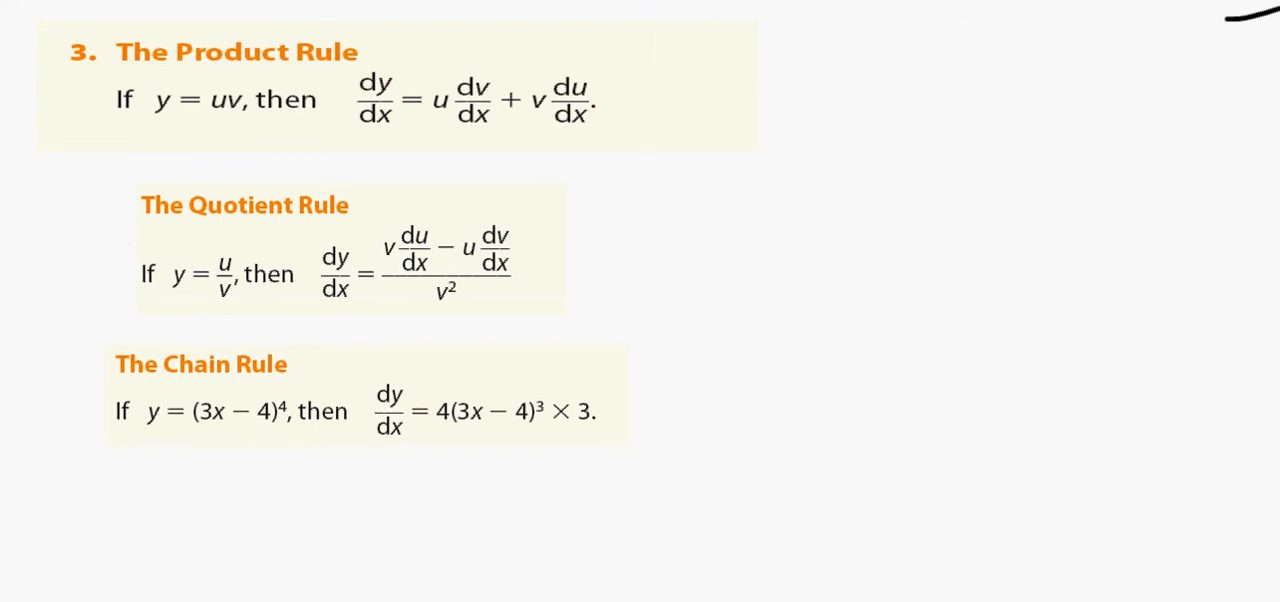 3. The Product Rule
If y = uv, then dy/dx = u dv/dx + v du/dx.
The Quotient Rule
If y = u/v, then dy/dx = (v du/dx − u dv/dx)/v²
The Chain Rule
If y = (3x − 4)⁴, then dy/dx = 4(3x − 4)³ × 3.